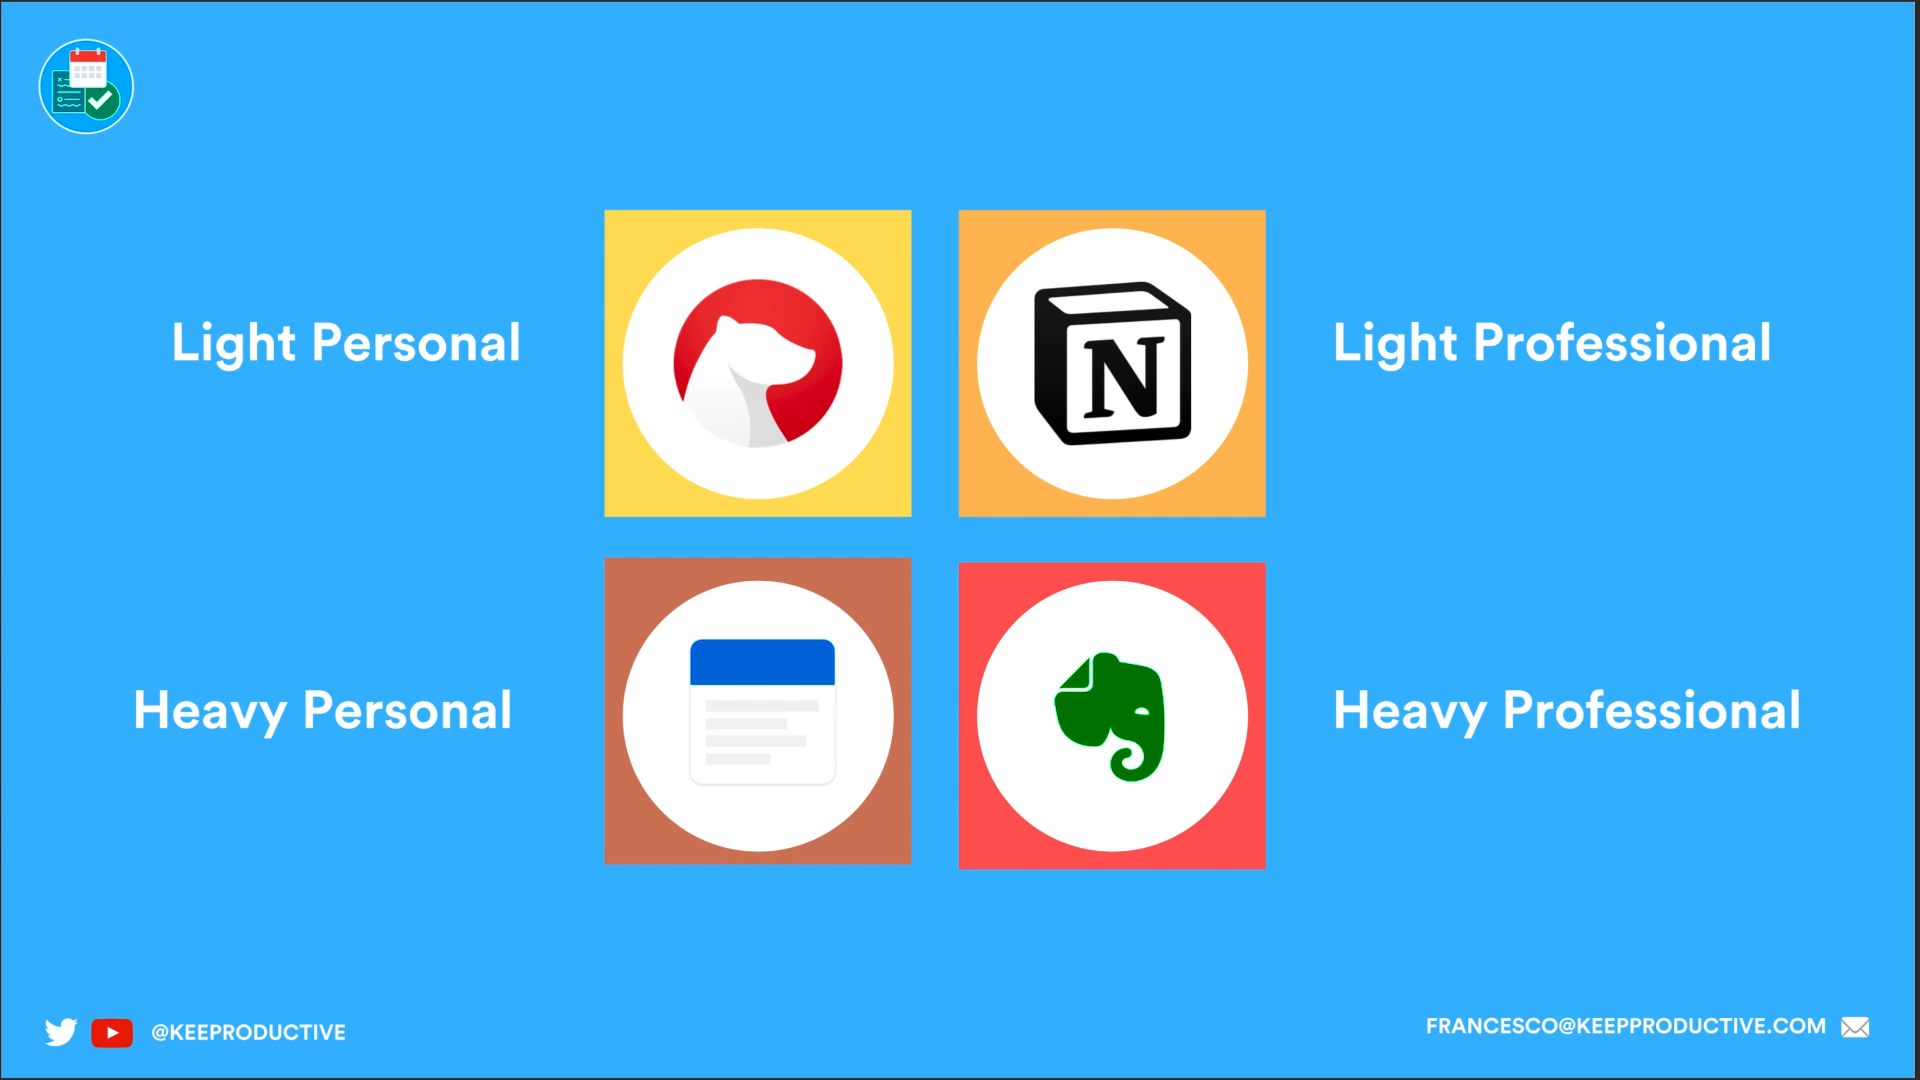 Light Personal
N
Light Professional
Heavy Personal
Heavy Professional
@KEEPRODUCTIVE
FRANCESCO@KEEPPRODUCTIVE.COM